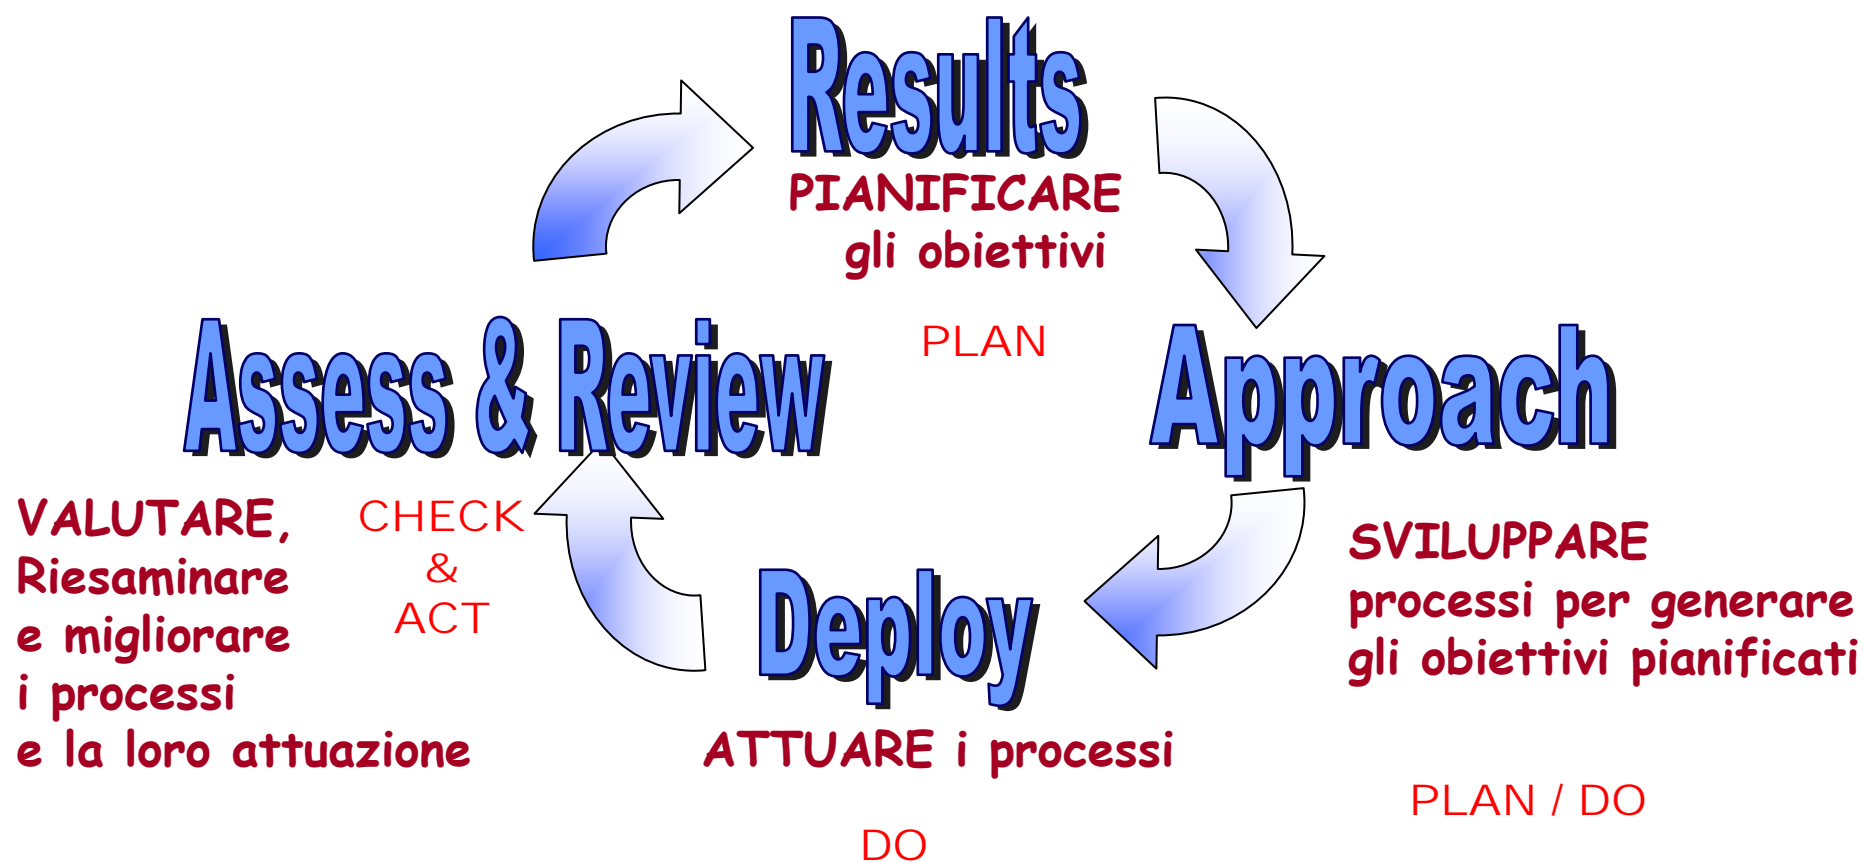 Results
PIANIFICARE
gli obiettivi
PLAN
Assess & Review
Approach
VALUTARE,
Riesaminare
e migliorare
i processi
e la loro attuazione
CHECK
&
ACT
SVILUPPARE
processi per generare
gli obiettivi pianificati
PLAN / DO
Deploy
ATTUARE i processi
DO